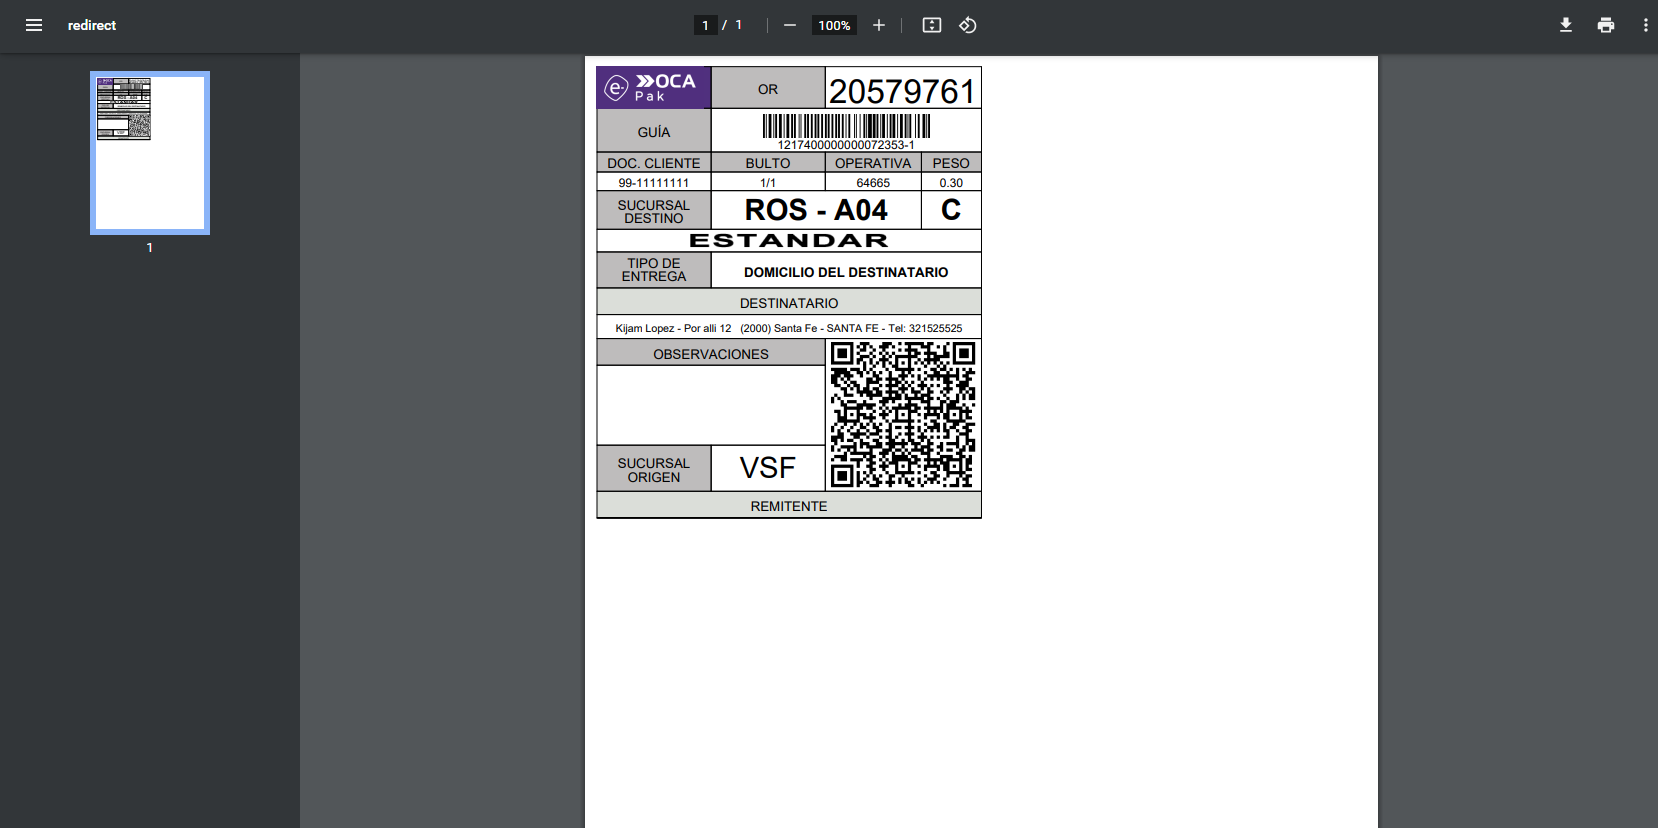 redirect
1 / 1
100%
1
e- OCA
Pak
OR
20579761
GUÍA
1217400000000072353-1
DOC. CLIENTE BULTO OPERATIVA PESO
99-11111111 1/1 64665 0.30
SUCURSAL
DESTINO
ROS - A04 C
ESTANDAR
TIPO DE
ENTREGA
DOMICILIO DEL DESTINATARIO
DESTINATARIO
Kijam Lopez - Por alli 12 (2000) Santa Fe - SANTA FE - Tel: 321525525
OBSERVACIONES
SUCURSAL
ORIGEN
VSF
REMITENTE